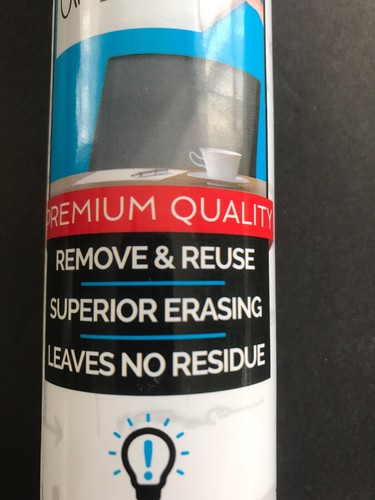 PREMIUM QUALITY
REMOVE & REUSE
SUPERIOR ERASING
LEAVES NO RESIDUE